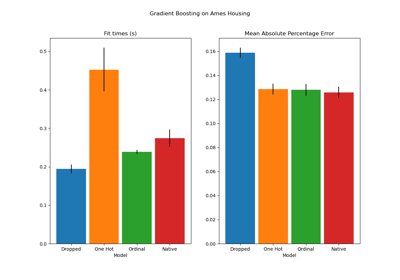 Gradient Boosting on Ames Housing
Fit times (s)
0.5
0.4
0.3
0.2
0.1
0.0
Dropped One Hot Ordinal Native
Model
Mean Absolute Percentage Error
0.16
0.14
0.12
0.10
0.08
0.06
0.04
0.02
0.00
Dropped One Hot Ordinal Native
Model